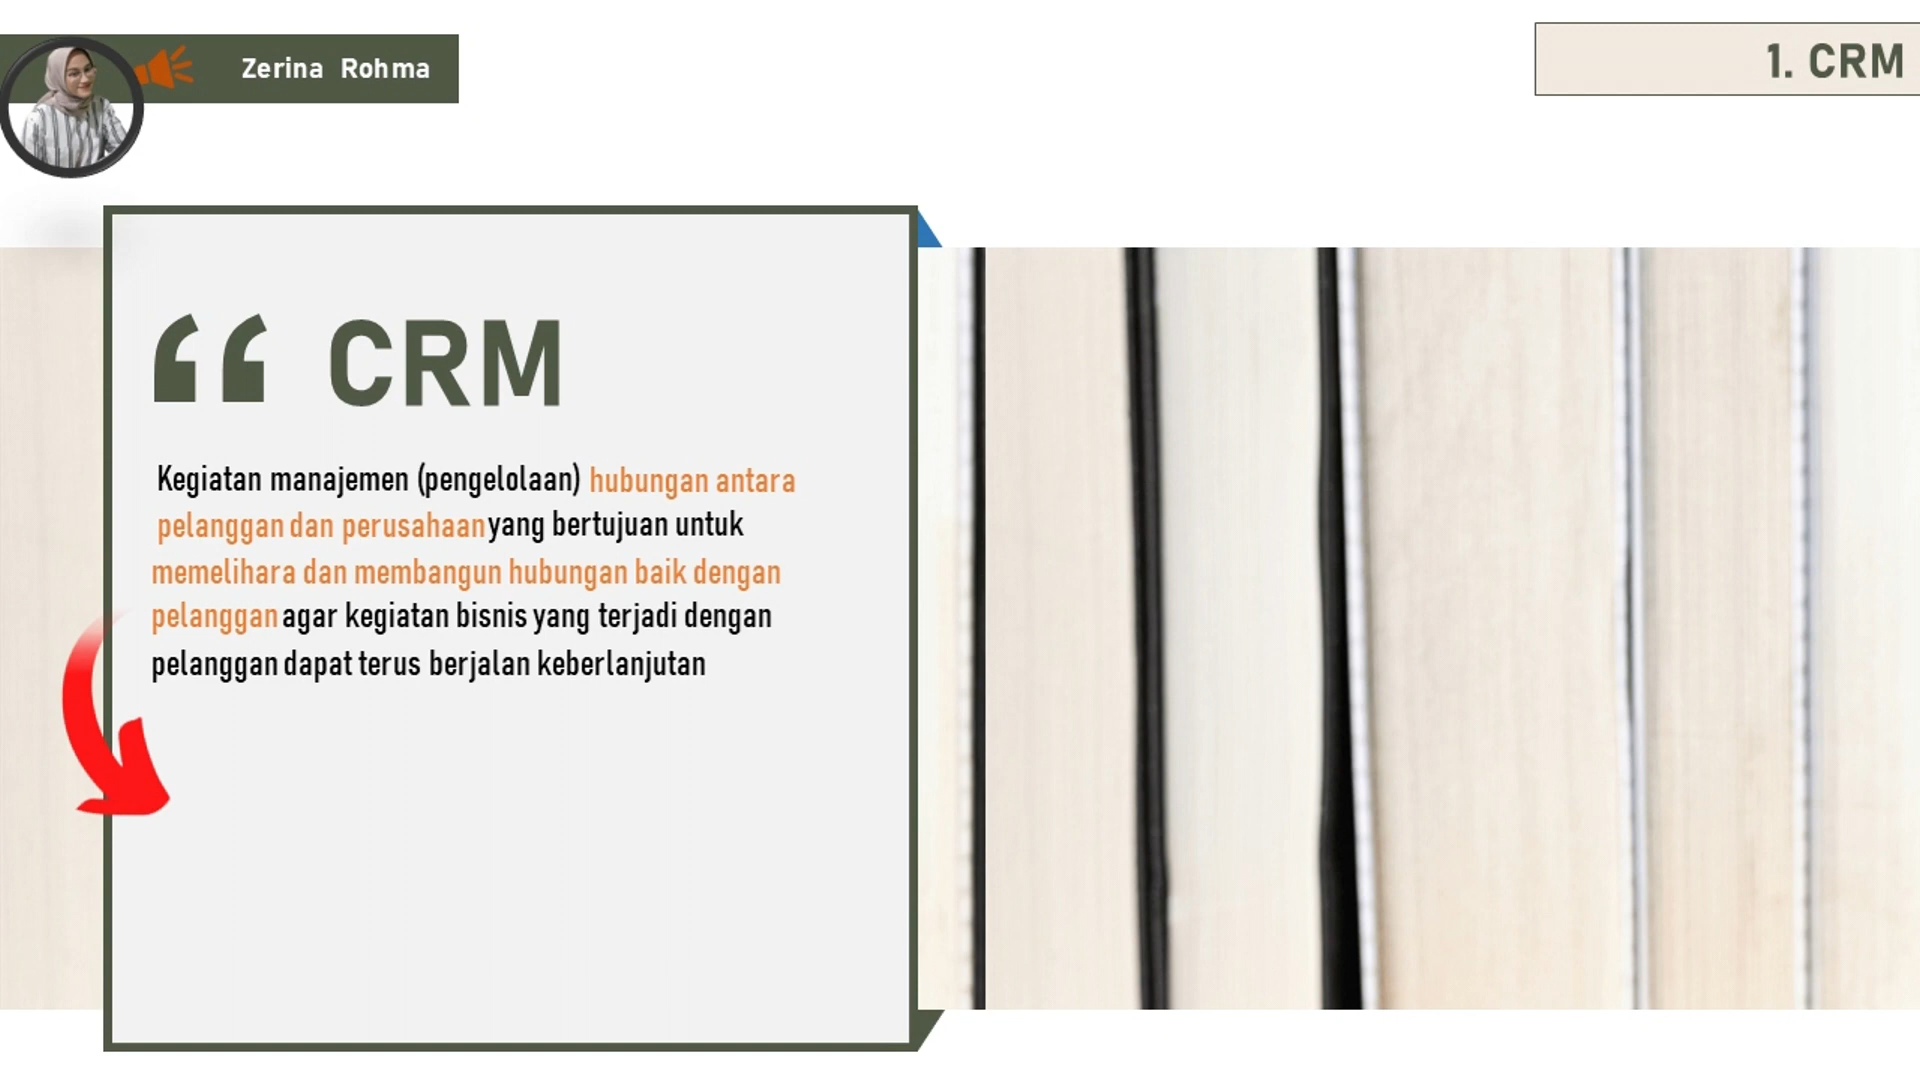 Zerina Rohma
1. CRM
“ CRM
Kegiatan manajemen (pengelolaan) hubungan antara
pelanggan dan perusahaan yang bertujuan untuk
memelihara dan membangun hubungan baik dengan
pelanggan agar kegiatan bisnis yang terjadi dengan
pelanggan dapat terus berjalan keberlanjutan